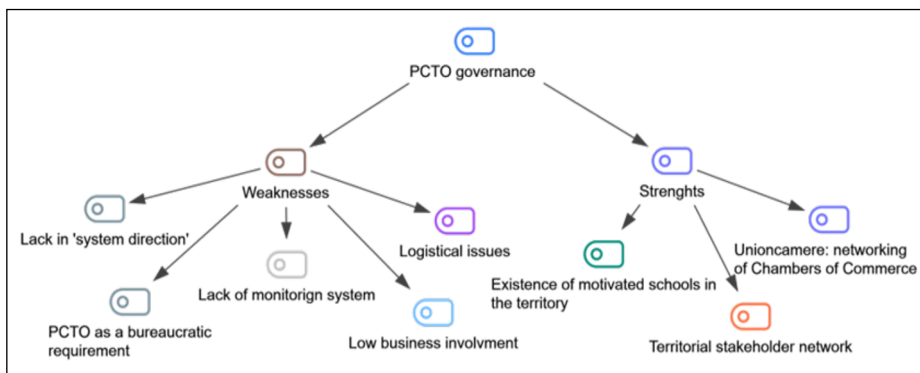 PCTO governance
Weaknesses
Strenghts
Lack in 'system direction'
Logistical issues
Unioncamere: networking
of Chambers of Commerce
Lack of monitorign system
Existence of motivated schools in
the territory
PCTO as a bureaucratic
requirement
Low business involvment
Territorial stakeholder network